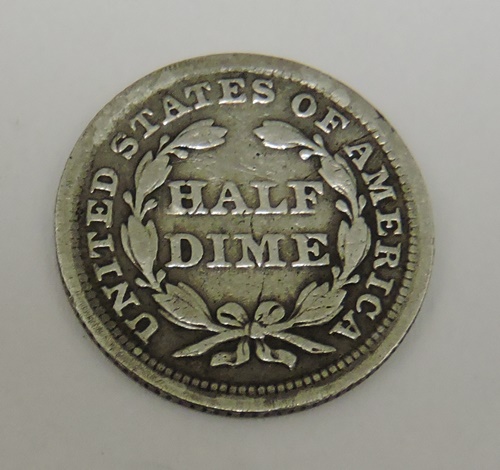 UNITED STATES OF AMERICA
HALF
DIME